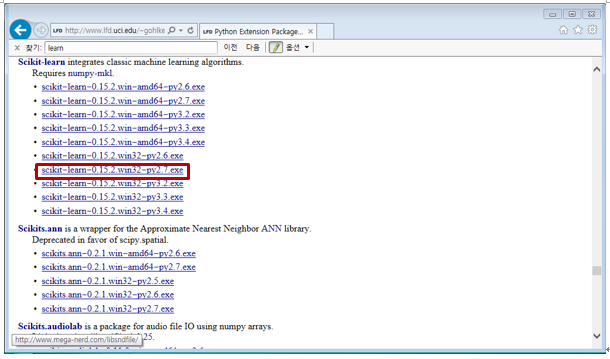 http://www.lfd.uci.edu/~gohlke
Python Extension Package...
찾기: learn 이전 다음 옵션
Scikit-learn integrates classic machine learning algorithms.
Requires numpy-mkl.
scikit-learn-0.15.2.win-amd64-py2.6.exe
scikit-learn-0.15.2.win-amd64-py2.7.exe
scikit-learn-0.15.2.win-amd64-py3.2.exe
scikit-learn-0.15.2.win-amd64-py3.3.exe
scikit-learn-0.15.2.win-amd64-py3.4.exe
scikit-learn-0.15.2.win32-py2.6.exe
scikit-learn-0.15.2.win32-py2.7.exe
scikit-learn-0.15.2.win32-py3.2.exe
scikit-learn-0.15.2.win32-py3.3.exe
scikit-learn-0.15.2.win32-py3.4.exe
Scikits.ann is a wrapper for the Approximate Nearest Neighbor ANN library.
Deprecated in favor of scipy.spatial.
scikits.ann-0.2.1.win-amd64-py2.6.exe
scikits.ann-0.2.1.win-amd64-py2.7.exe
scikits.ann-0.2.1.win32-py2.5.exe
scikits.ann-0.2.1.win32-py2.6.exe
scikits.ann-0.2.1.win32-py2.7.exe
Scikits.audiolab is a package for audio file IO using numpy arrays.
http://www.mega-nerd.com/libsndfile/ .25.